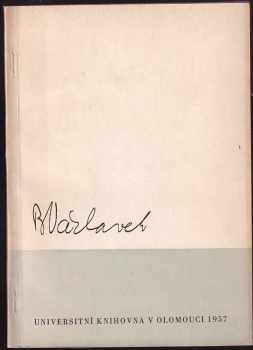 BVáclavek
UNIVERSITNÍ KNIHOVNA V OLOMOUCI 1957